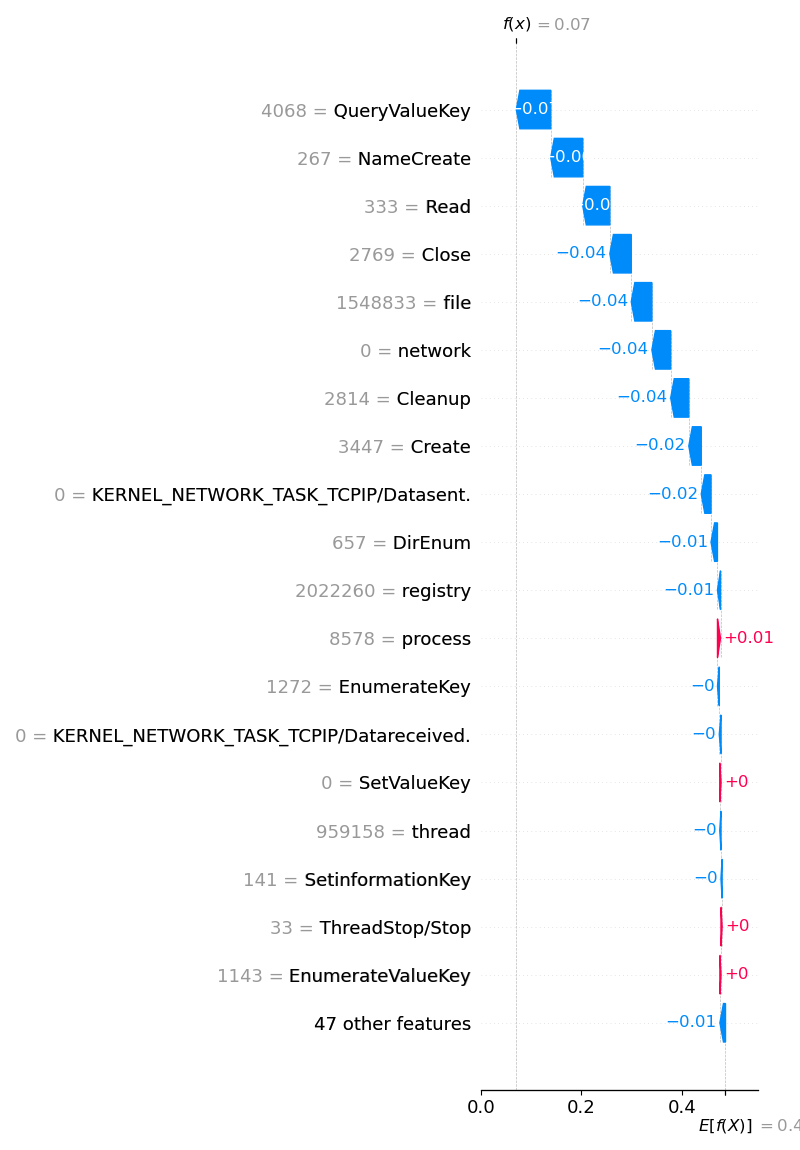 f(x) = 0.07
4068 = QueryValueKey
−0.07
267 = NameCreate
−0.06
333 = Read
2769 = Close
−0.04
1548833 = file
−0.04
0 = network
−0.04
2814 = Cleanup
−0.04
3447 = Create
−0.02
0 = KERNEL_NETWORK_TASK_TCPIP/Datasent.
−0.02
657 = DirEnum
−0.01
2022260 = registry
−0.01
8578 = process
+0.01
1272 = EnumerateKey
−0
0 = KERNEL_NETWORK_TASK_TCPIP/Datareceived.
−0
0 = SetValueKey
+0
959158 = thread
−0
141 = SetinformationKey
−0
33 = ThreadStop/Stop
+0
1143 = EnumerateValueKey
+0
47 other features
−0.01
0.0 0.2 0.4
E[f(X)] =